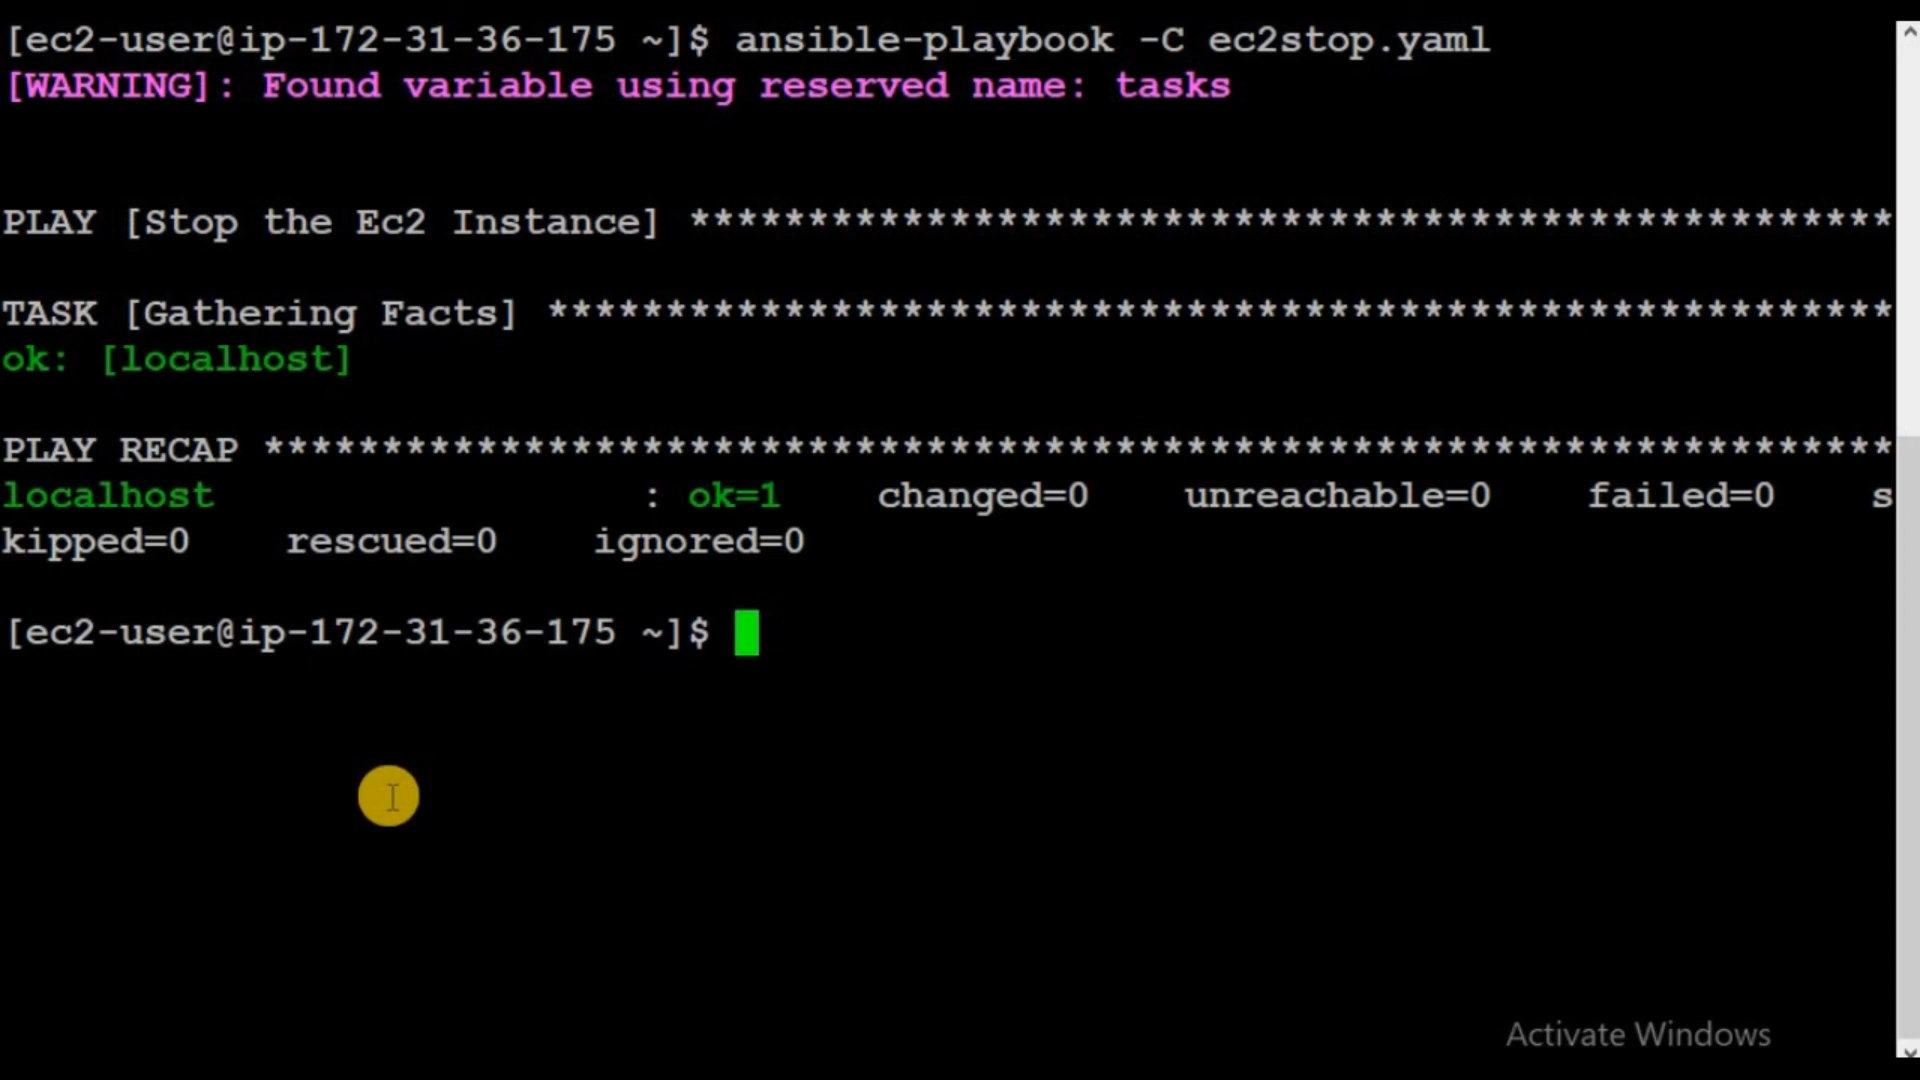 [ec2-user@ip-172-31-36-175 ~]$ ansible-playbook -C ec2stop.yaml
[WARNING]: Found variable using reserved name: tasks
PLAY [Stop the Ec2 Instance] ***************************************************
TASK [Gathering Facts] *********************************************************
ok: [localhost]
PLAY RECAP *********************************************************************
localhost                  : ok=1    changed=0    unreachable=0    failed=0    s
kipped=0    rescued=0    ignored=0
[ec2-user@ip-172-31-36-175 ~]$
Activate Windows